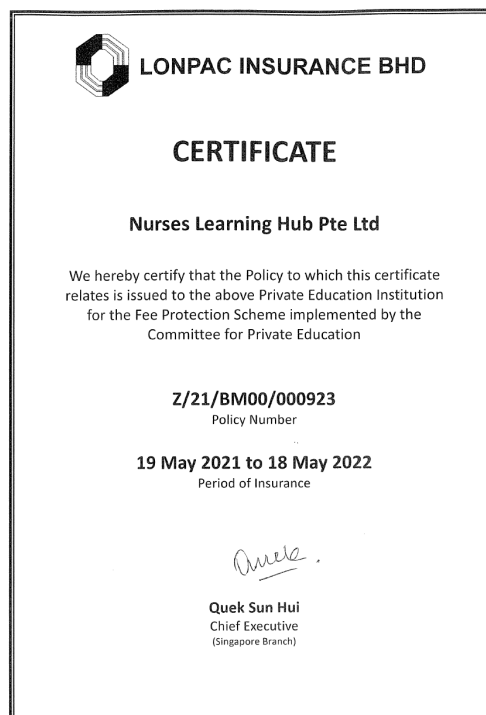 LONPAC INSURANCE BHD
CERTIFICATE
Nurses Learning Hub Pte Ltd
We hereby certify that the Policy to which this certificate
relates is issued to the above Private Education Institution
for the Fee Protection Scheme implemented by the
Committee for Private Education
Z/21/BM00/000923
Policy Number
19 May 2021 to 18 May 2022
Period of Insurance
Quek Sun Hui
Chief Executive
(Singapore Branch)